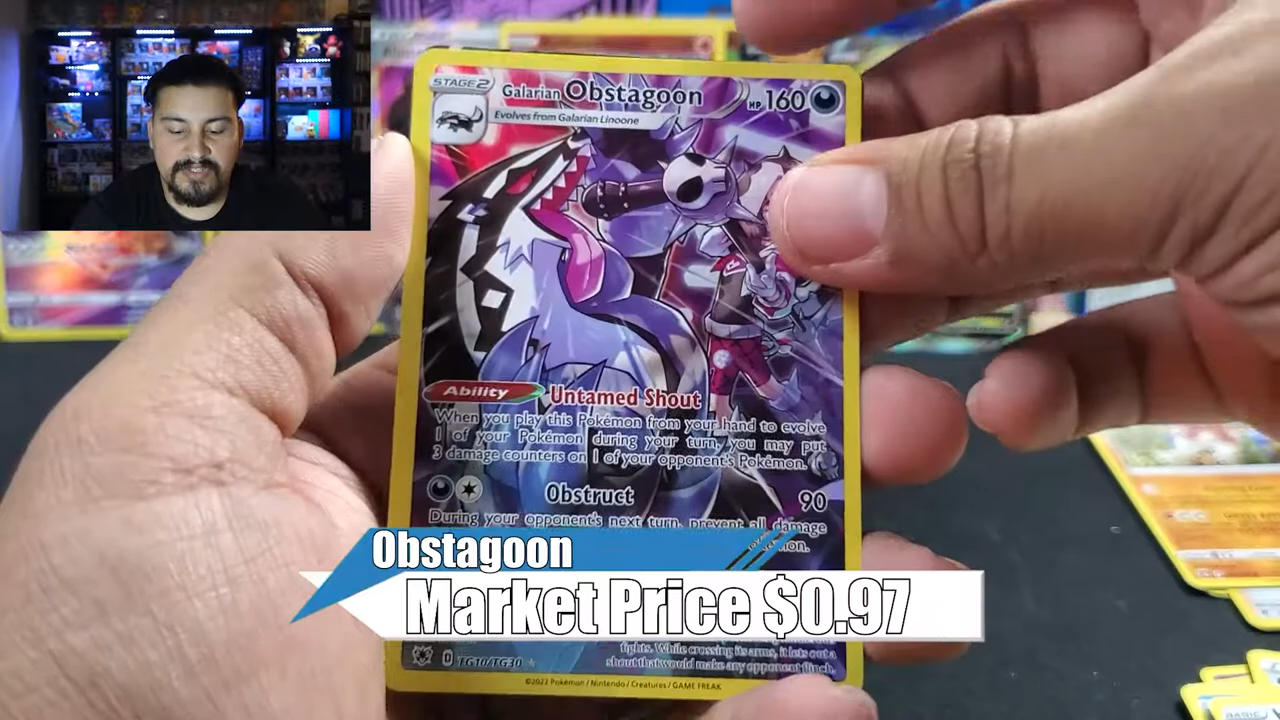 STAGE2
Galarian Obstagoon HP 160
Evolves from Galarian Linoone
Ability Untamed Shout
When you play this Pokémon from your hand to evolve
1 of your Pokémon during your turn, you may put
3 damage counters on 1 of your opponent's Pokémon.
Obstruct 90
During your opponent's next turn, prevent all damage
Obstagoon
Market Price $0.97
fights. While crossing its arms, it lets out a
shout that would make any opponent flinch.
D TG10/TG30
©2022 Pokémon / Nintendo / Creatures / GAME FREAK
BASIC